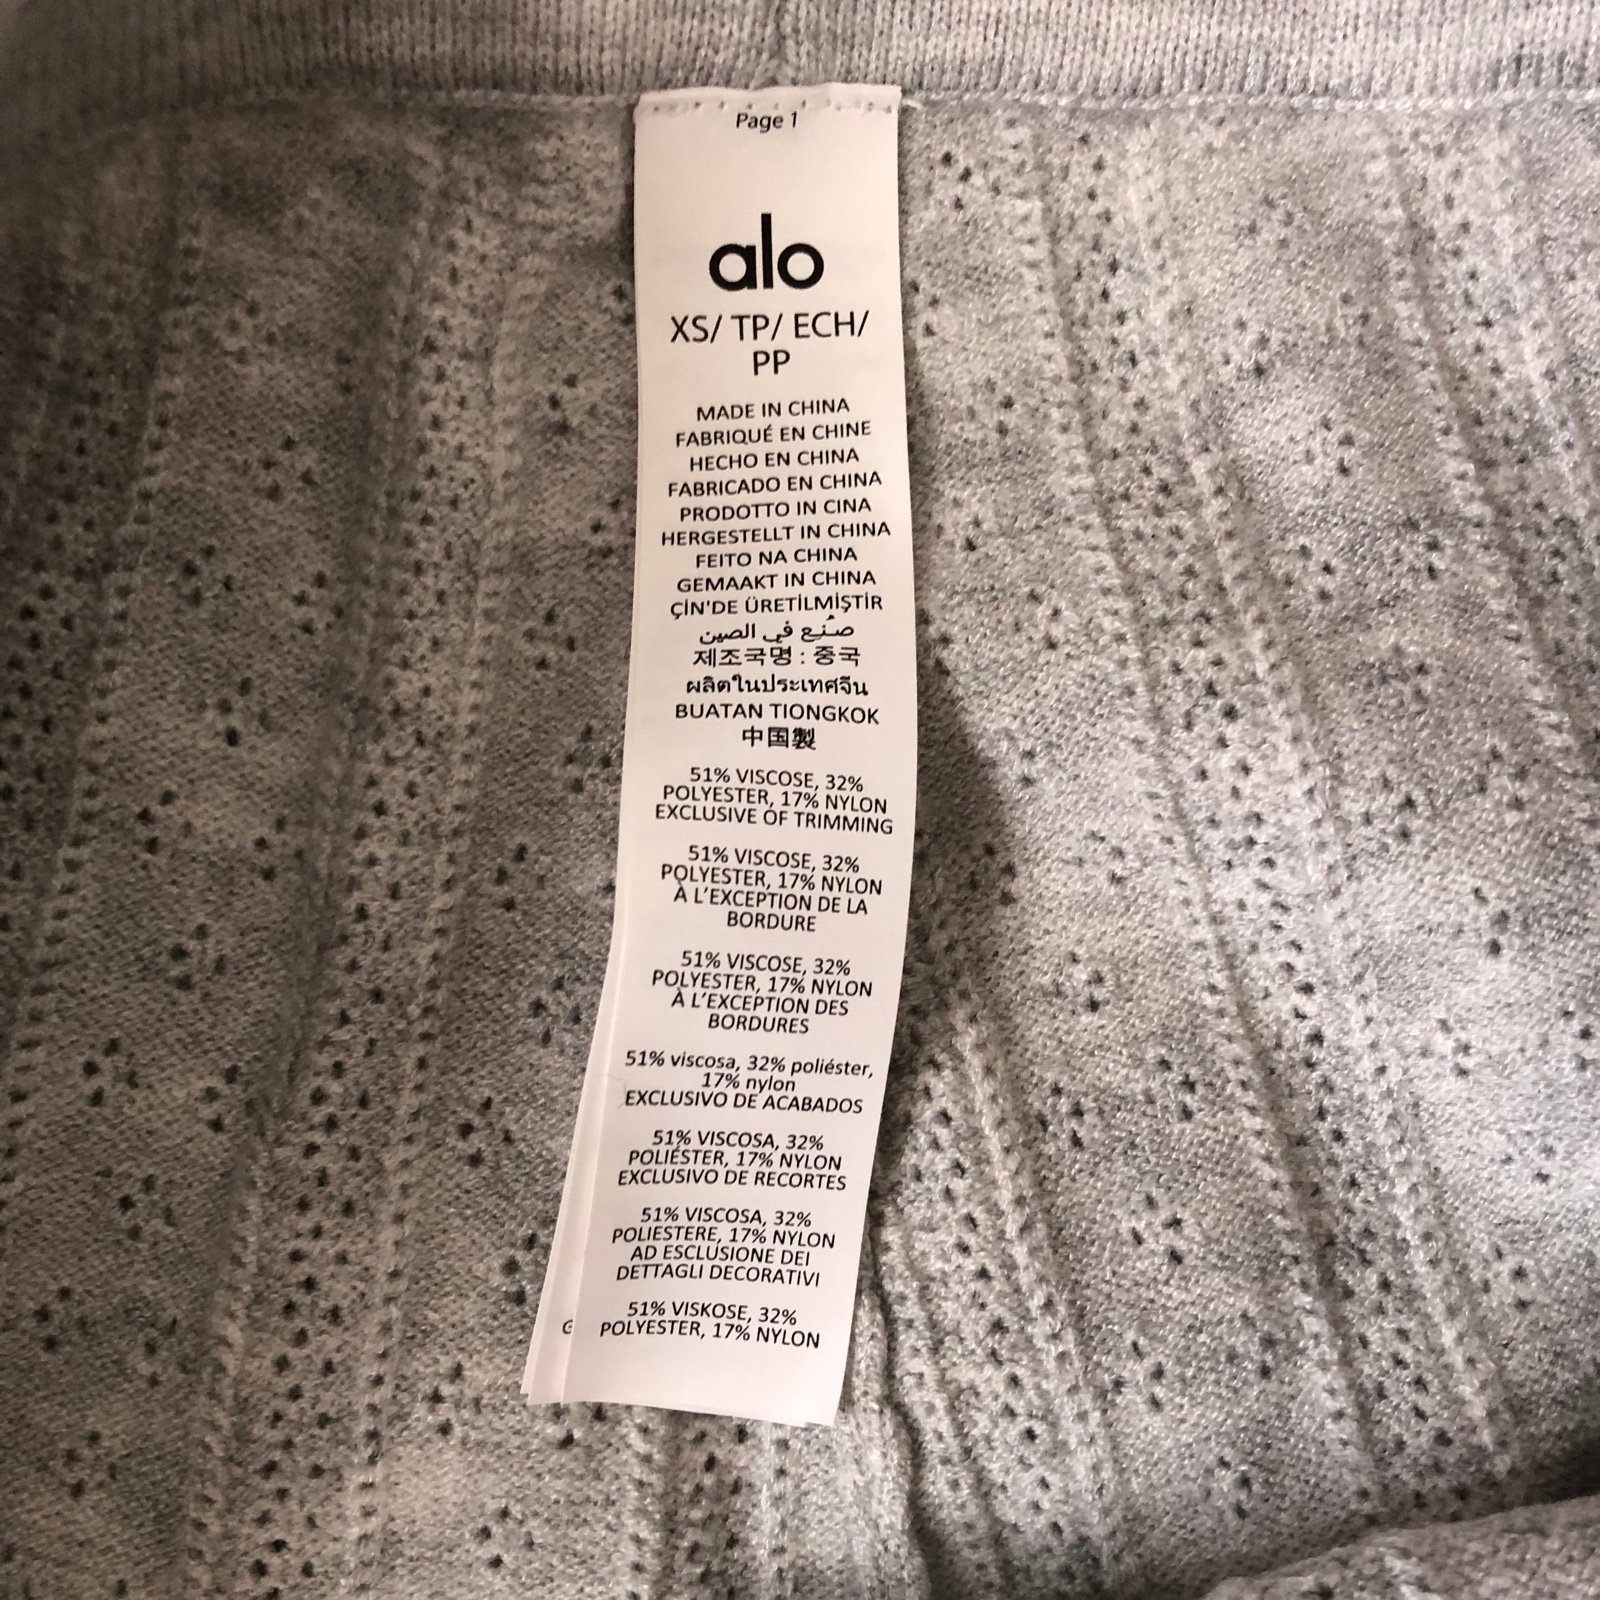 Page 1
alo
XS/ TP/ ECH/
PP
MADE IN CHINA
FABRIQUÉ EN CHINE
HECHO EN CHINA
FABRICADO EN CHINA
PRODOTTO IN CINA
HERGESTELLT IN CHINA
FEITO NA CHINA
GEMAAKT IN CHINA
ÇİN'DE ÜRETİLMİŞTİR
صُنِع في الصين
제조국명 : 중국
ผลิตในประเทศจีน
BUATAN TIONGKOK
中国製
51% VISCOSE, 32%
POLYESTER, 17% NYLON
EXCLUSIVE OF TRIMMING
51% VISCOSE, 32%
POLYESTER, 17% NYLON
À L’EXCEPTION DE LA
BORDURE
51% VISCOSE, 32%
POLYESTER, 17% NYLON
À L’EXCEPTION DES
BORDURES
51% viscosa, 32% poliéster,
17% nylon
EXCLUSIVO DE ACABADOS
51% VISCOSA, 32%
POLIÉSTER, 17% NYLON
EXCLUSIVO DE RECORTES
51% VISCOSA, 32%
POLIESTERE, 17% NYLON
AD ESCLUSIONE DEI
DETTAGLI DECORATIVI
51% VISKOSE, 32%
POLYESTER, 17% NYLON